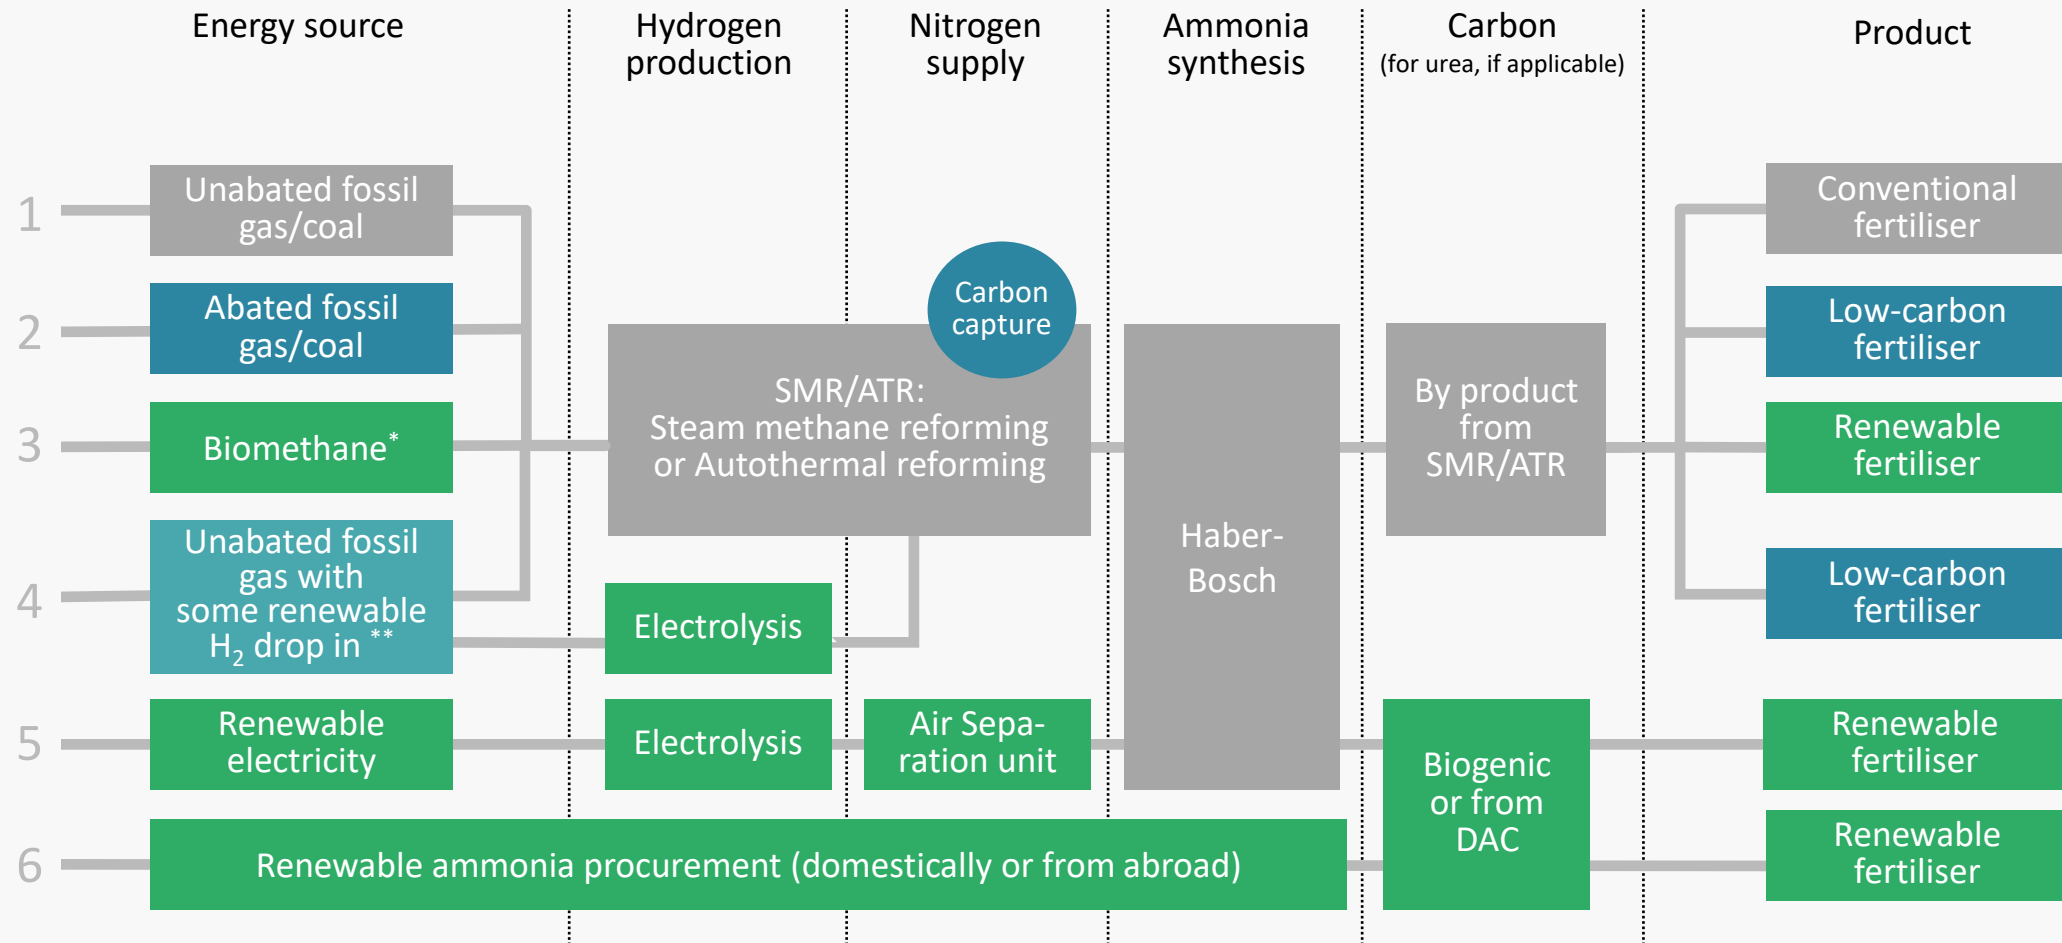 Energy source
Hydrogen
production
Nitrogen
supply
Ammonia
synthesis
Carbon
(for urea, if applicable)
Product
1
Unabated fossil
gas/coal
Conventional
fertiliser
2
Abated fossil
gas/coal
Carbon
capture
Low-carbon
fertiliser
3
Biomethane*
SMR/ATR:
Steam methane reforming
or Autothermal reforming
By product
from
SMR/ATR
Renewable
fertiliser
4
Unabated fossil
gas with
some renewable
H₂ drop in **
Electrolysis
Haber-
Bosch
Low-carbon
fertiliser
5
Renewable
electricity
Electrolysis
Air Sepa-
ration unit
Biogenic
or from
DAC
Renewable
fertiliser
6
Renewable ammonia procurement (domestically or from abroad)
Renewable
fertiliser